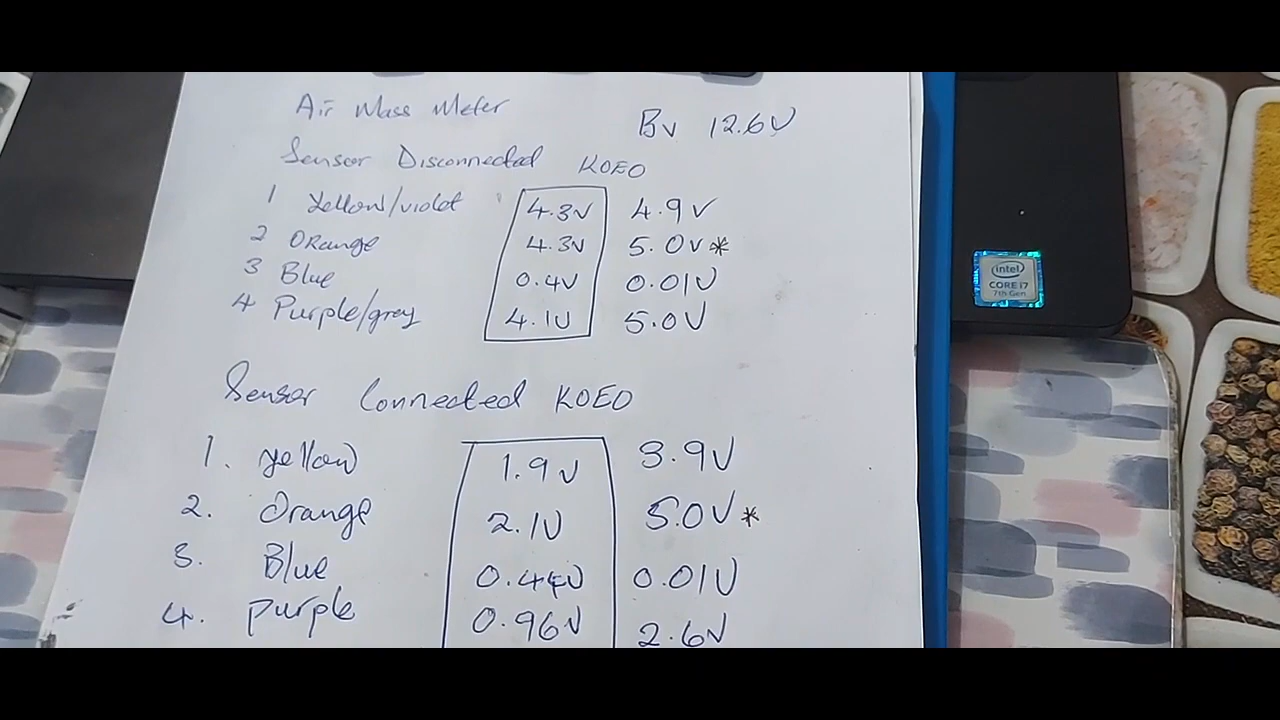 Air Mass Meter Bv 12.6V
Sensor Disconnected KOEO
1 Yellow/violet 4.3V 4.9V
2 ORange 4.3V 5.0V*
3 Blue 0.4V 0.01V
4 Purple/grey 4.1V 5.0V
Sensor Connected KOEO
1. Yellow 1.9V 3.9V
2. Orange 2.1V 5.0V*
3. Blue 0.44V 0.01V
4. Purple 0.96V 2.6V
intel
CORE i7
7th Gen